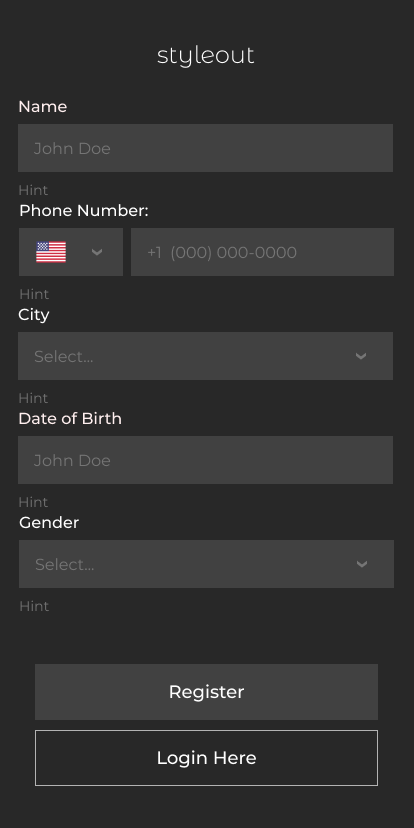 styleout
Name
John Doe
Hint
Phone Number:
+1 (000) 000-0000
Hint
City
Select...
Hint
Date of Birth
John Doe
Hint
Gender
Select...
Hint
Register
Login Here